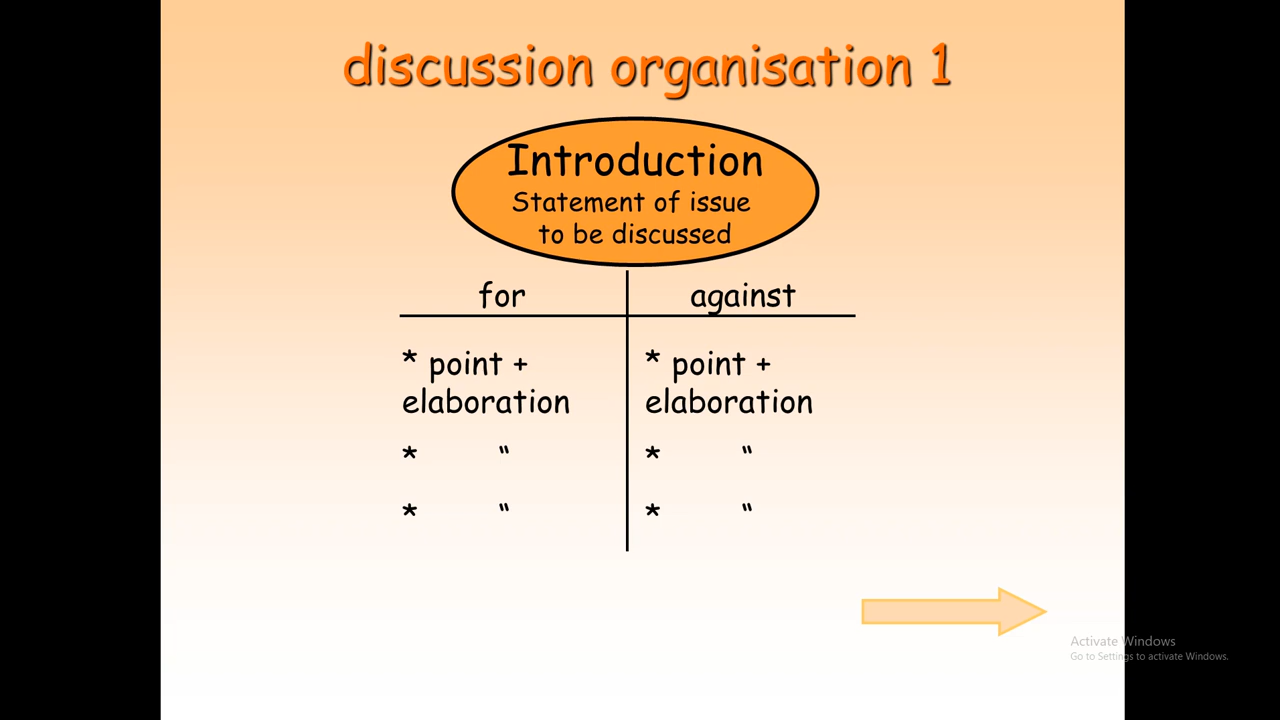 discussion organisation 1
Introduction
Statement of issue
to be discussed
for
against
* point +
elaboration
* “
* “
* point +
elaboration
* “
* “
Activate Windows
Go to Settings to activate Windows.